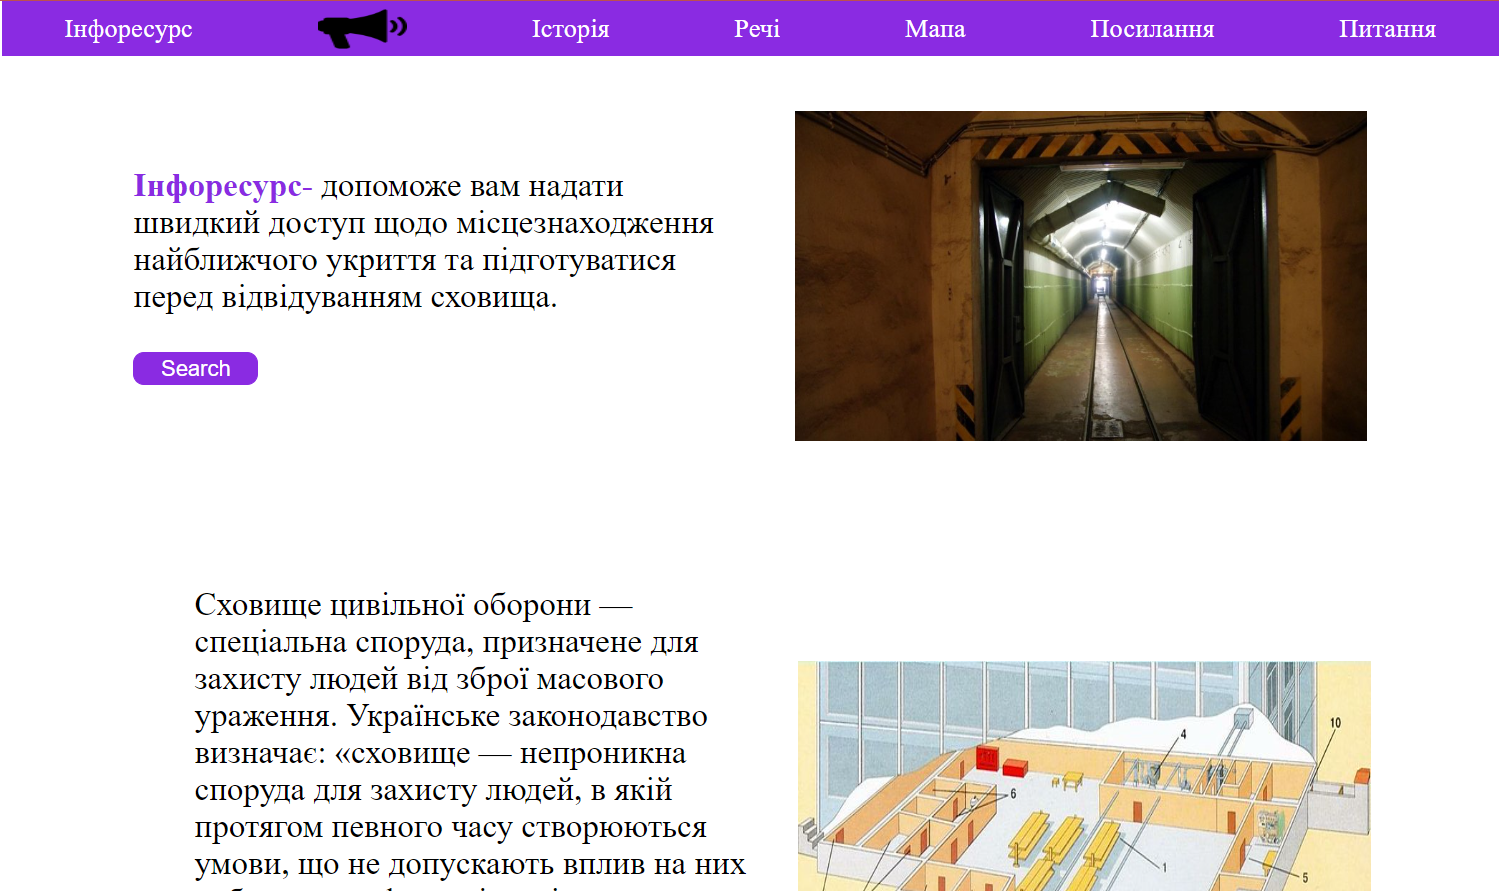 Інфоресурс
Історія
Речі
Мапа
Посилання
Питання
Інфоресурс- допоможе вам надати
швидкий доступ щодо місцезнаходження
найближчого укриття та підготуватися
перед відвідуванням сховища.
Search
Сховище цивільної оборони —
спеціальна споруда, призначене для
захисту людей від зброї масового
ураження. Українське законодавство
визначає: «сховище — непроникна
споруда для захисту людей, в якій
протягом певного часу створюються
умови, що не допускають вплив на них
10
4
6
1
5